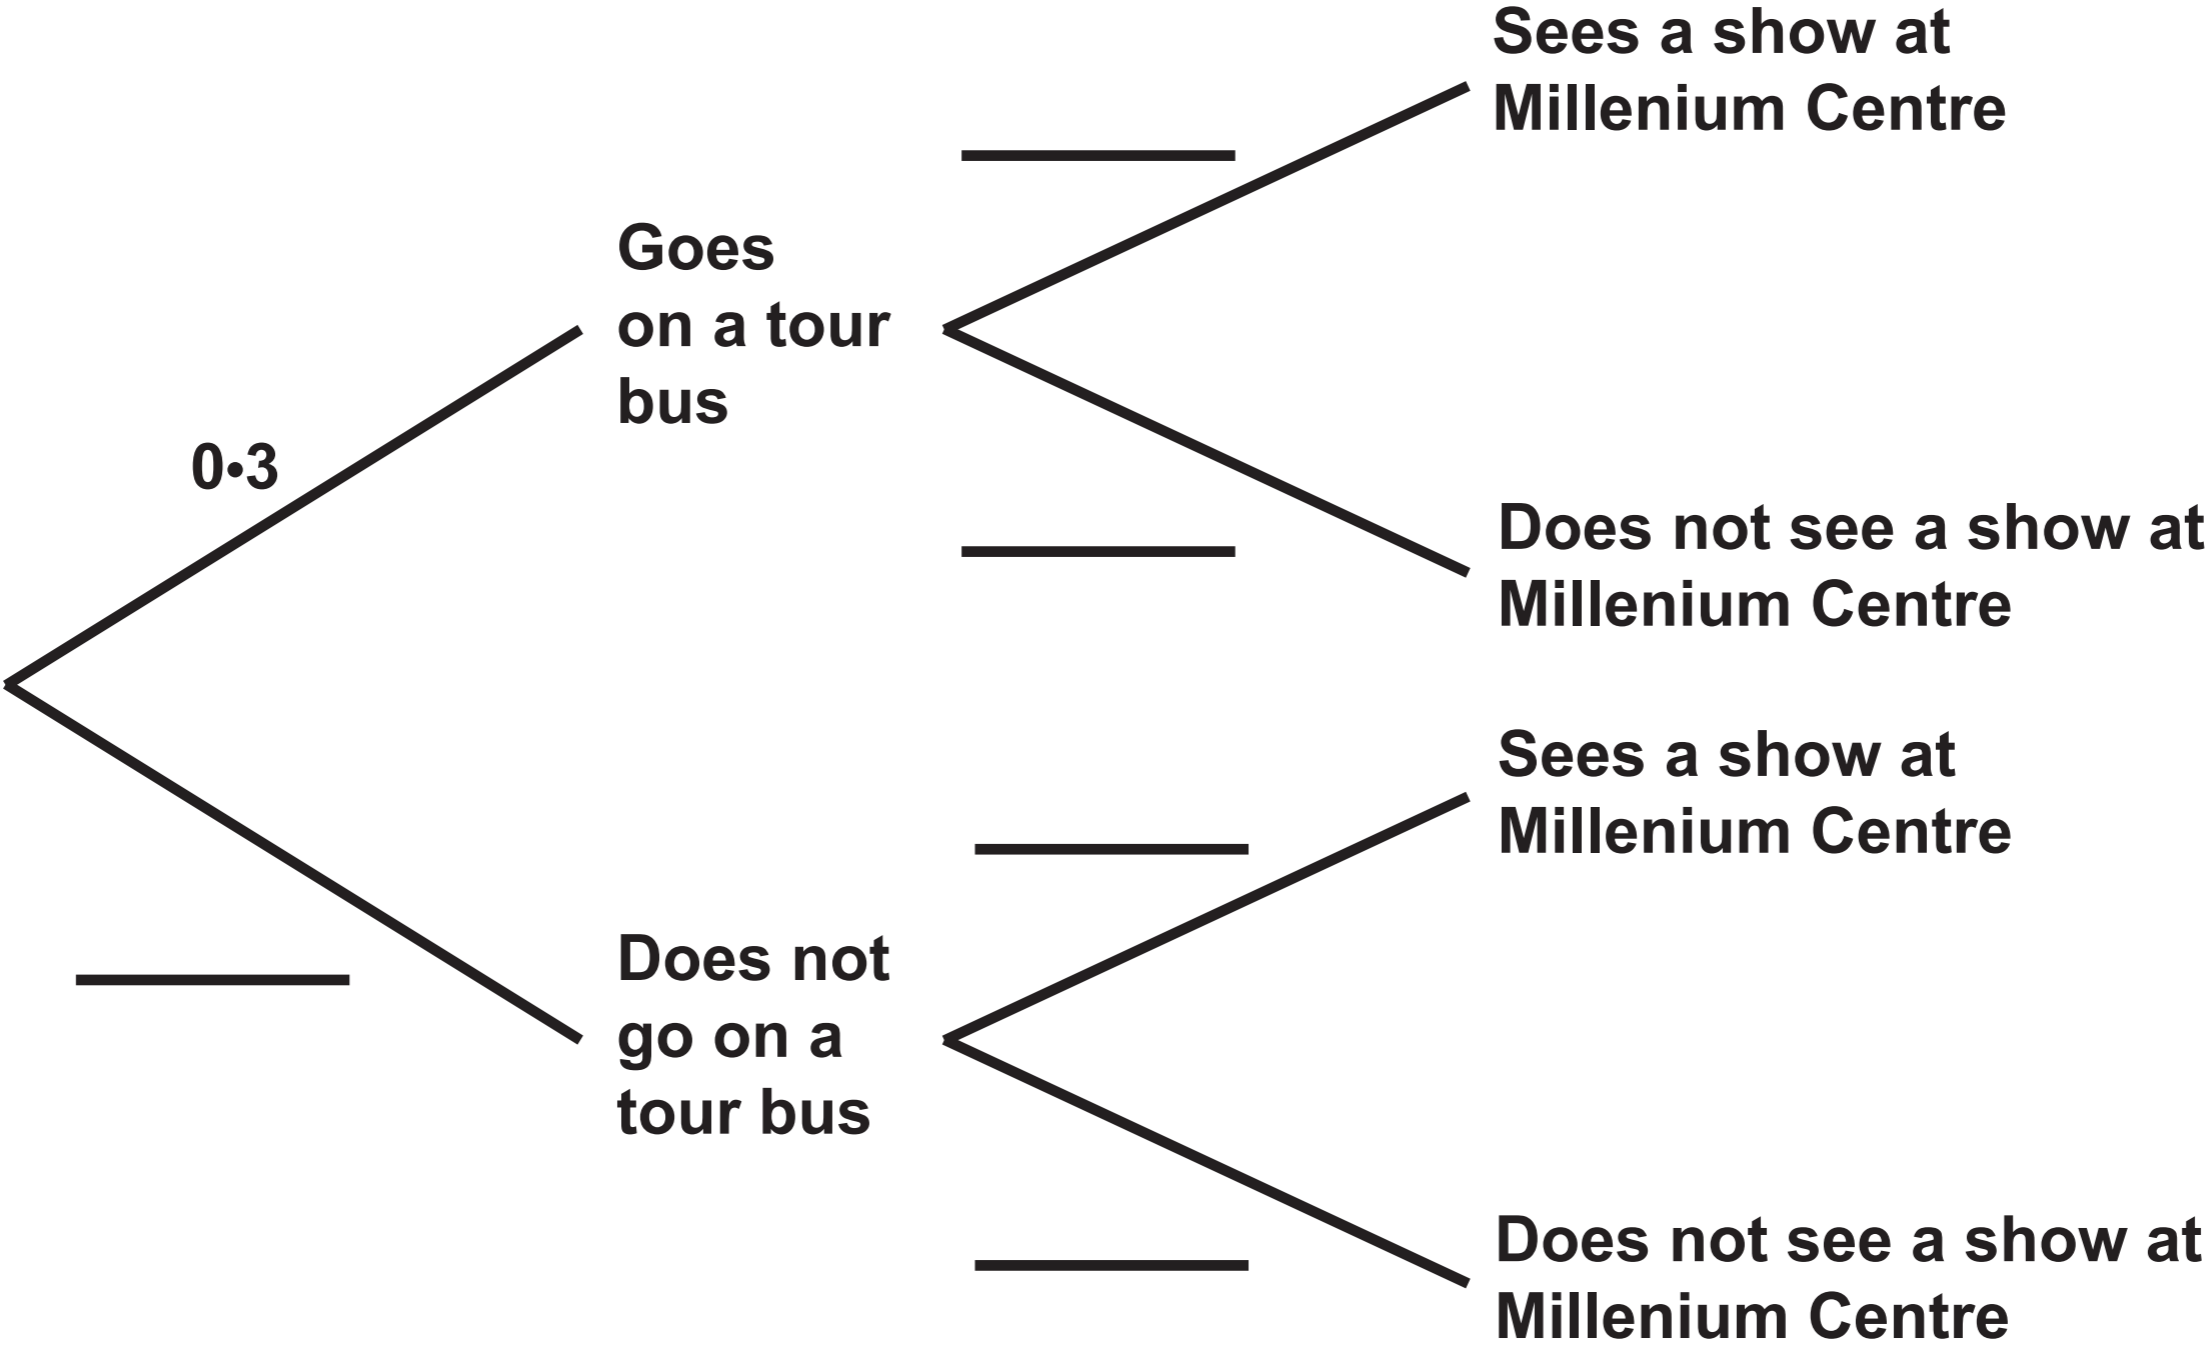 Sees a show at
Millenium Centre
Goes
on a tour
bus
0•3
Does not see a show at
Millenium Centre
Sees a show at
Millenium Centre
Does not
go on a
tour bus
Does not see a show at
Millenium Centre